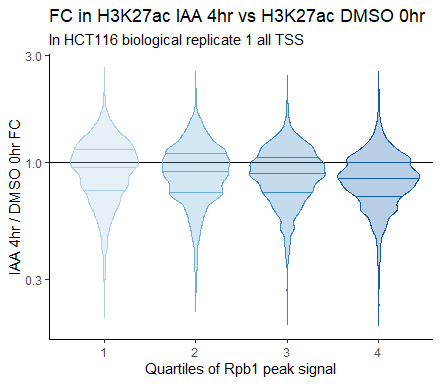 FC in H3K27ac IAA 4hr vs H3K27ac DMSO 0hr
In HCT116 biological replicate 1 all TSS
IAA 4hr / DMSO 0hr FC
3.0
1.0
0.3
1 2 3 4
Quartiles of Rpb1 peak signal